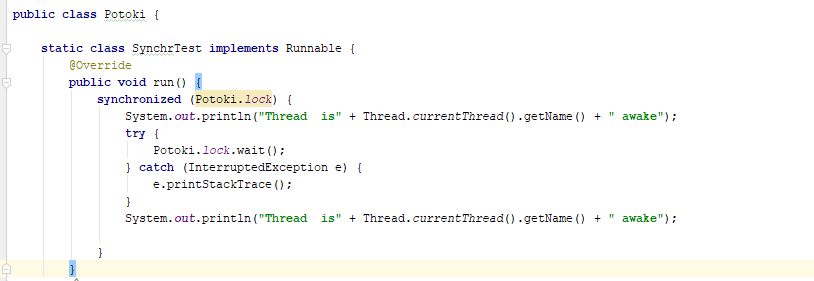 public class Potoki {
static class SynchrTest implements Runnable {
@Override
public void run() {
synchronized (Potoki.lock) {
System.out.println("Thread  is" + Thread.currentThread().getName() + " awake");
try {
Potoki.lock.wait();
} catch (InterruptedException e) {
e.printStackTrace();
}
System.out.println("Thread  is" + Thread.currentThread().getName() + " awake");
}
}